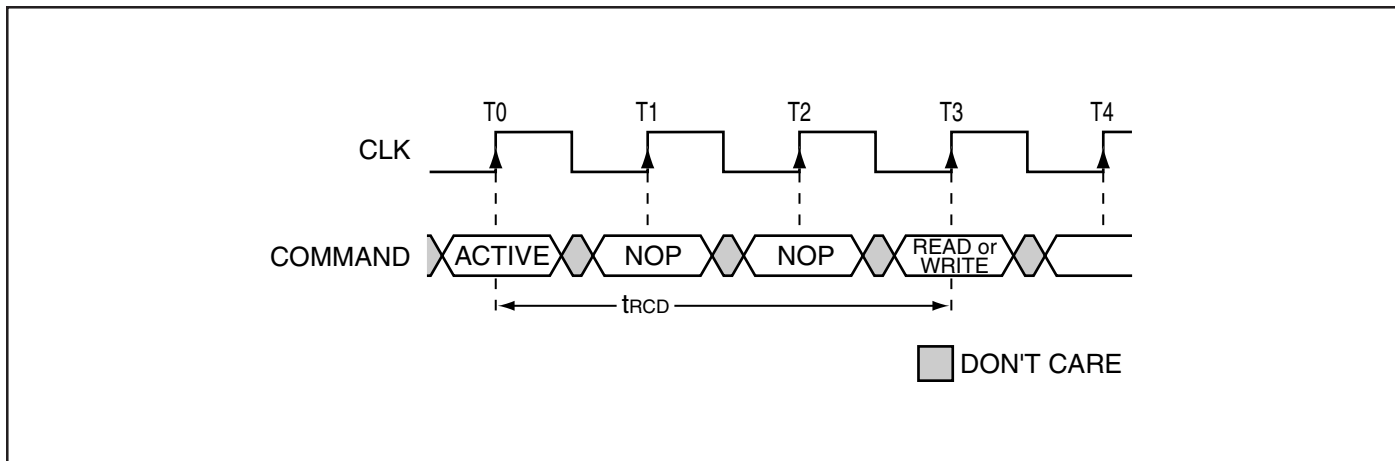 T0 T1 T2 T3 T4
CLK
COMMAND ACTIVE NOP NOP READ or
WRITE
tRCD
DON'T CARE